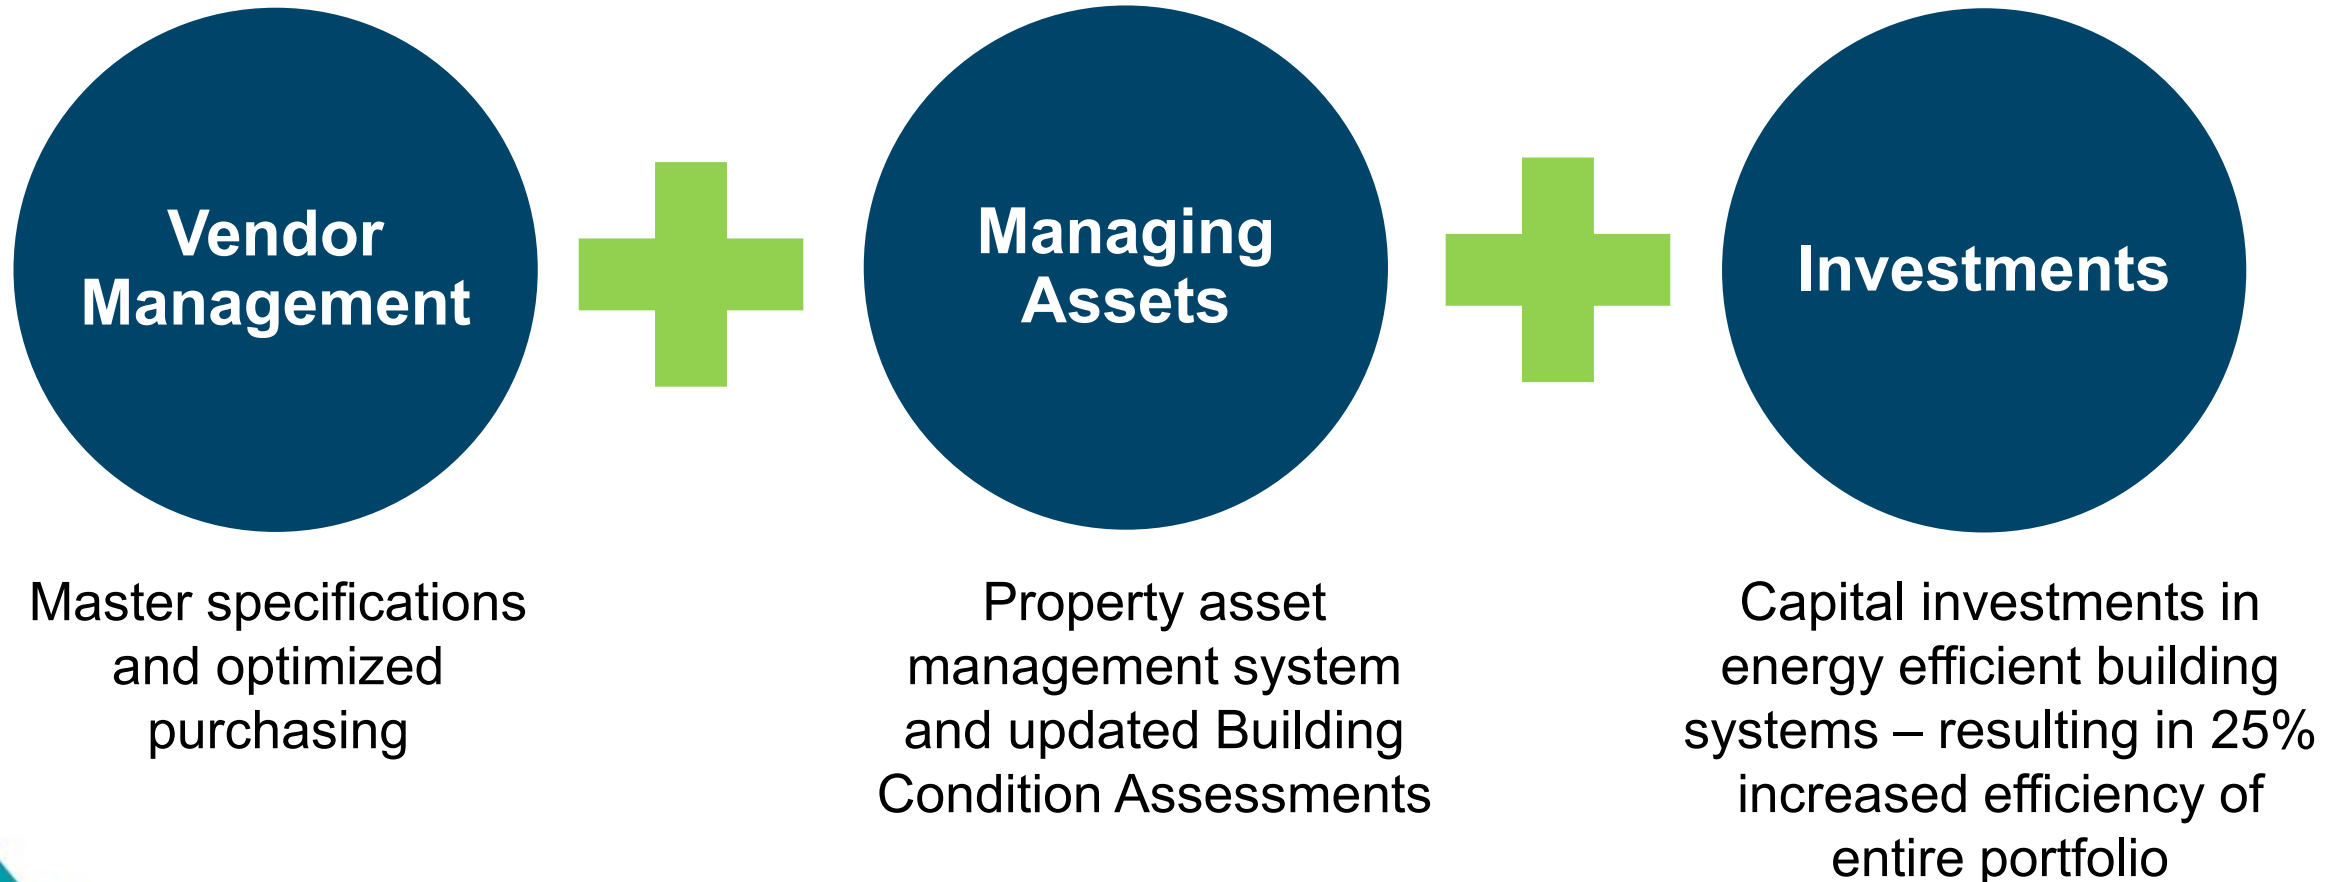 Vendor
Management
Managing
Assets
Investments
Master specifications
and optimized
purchasing
Property asset
management system
and updated Building
Condition Assessments
Capital investments in
energy efficient building
systems – resulting in 25%
increased efficiency of
entire portfolio